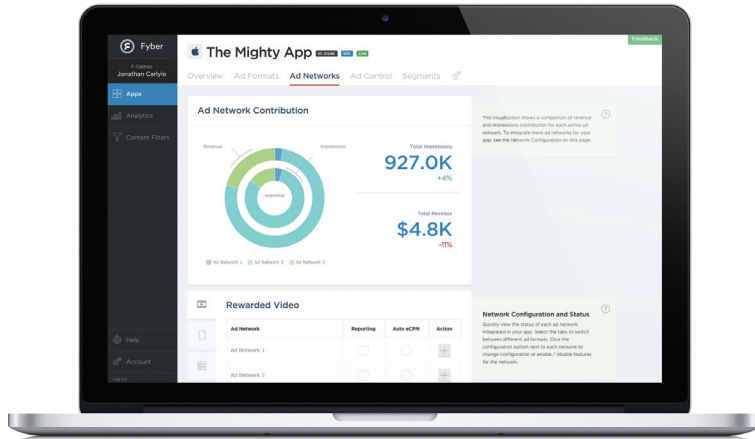 Fyber
Feedback
F-Games
Jonathan Carlyle
The Mighty App
iOS
Live
Overview Ad Formats Ad Networks Ad Control Segments
Apps
Analytics
Content Filters
Ad Network Contribution
This visualization shows a comparison of revenue
and impressions contribution for each active ad
network. To integrate more ad networks for your
app, see the Network Configuration on this page.
?
Revenue
Impressions
Interstitial
Total Impressions
927.0K
+4%
Total Revenue
$4.8K
-11%
Ad Network 1 Ad Network 2 Ad Network 3
Rewarded Video
Ad Network Reporting Auto eCPM Action
Ad Network 1
Ad Network 2
Network Configuration and Status
?
Quickly view the status of each ad network
integrated in your app. Select the tabs to switch
between different ad formats. Click the
configuration button next to each network to
change configuration or enable / disable features
for the network.
Help
Account
Log out